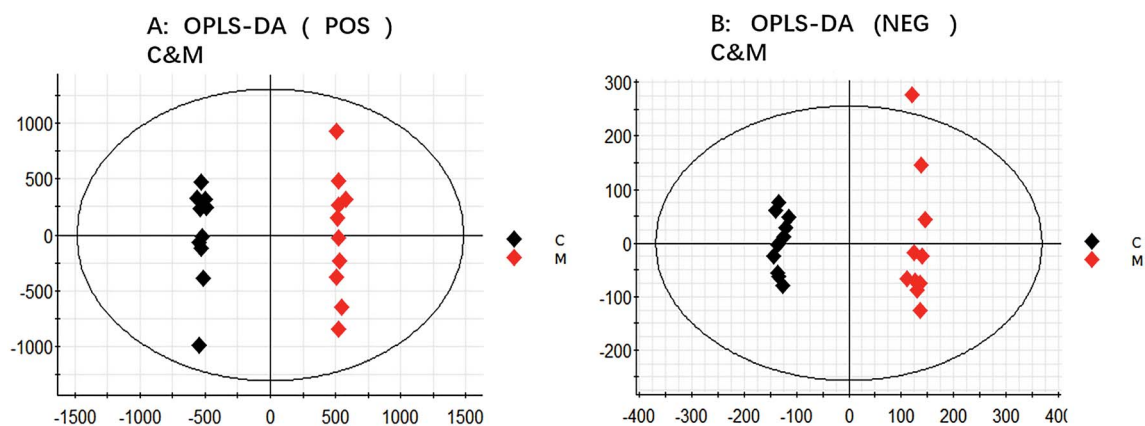 A: OPLS-DA ( POS )
C&M
1000
500
0
-500
-1000
-1500 -1000 -500 0 500 1000 1500
C
M
B: OPLS-DA (NEG )
C&M
300
200
100
0
-100
-200
-400 -300 -200 -100 0 100 200 300 40(
C
M